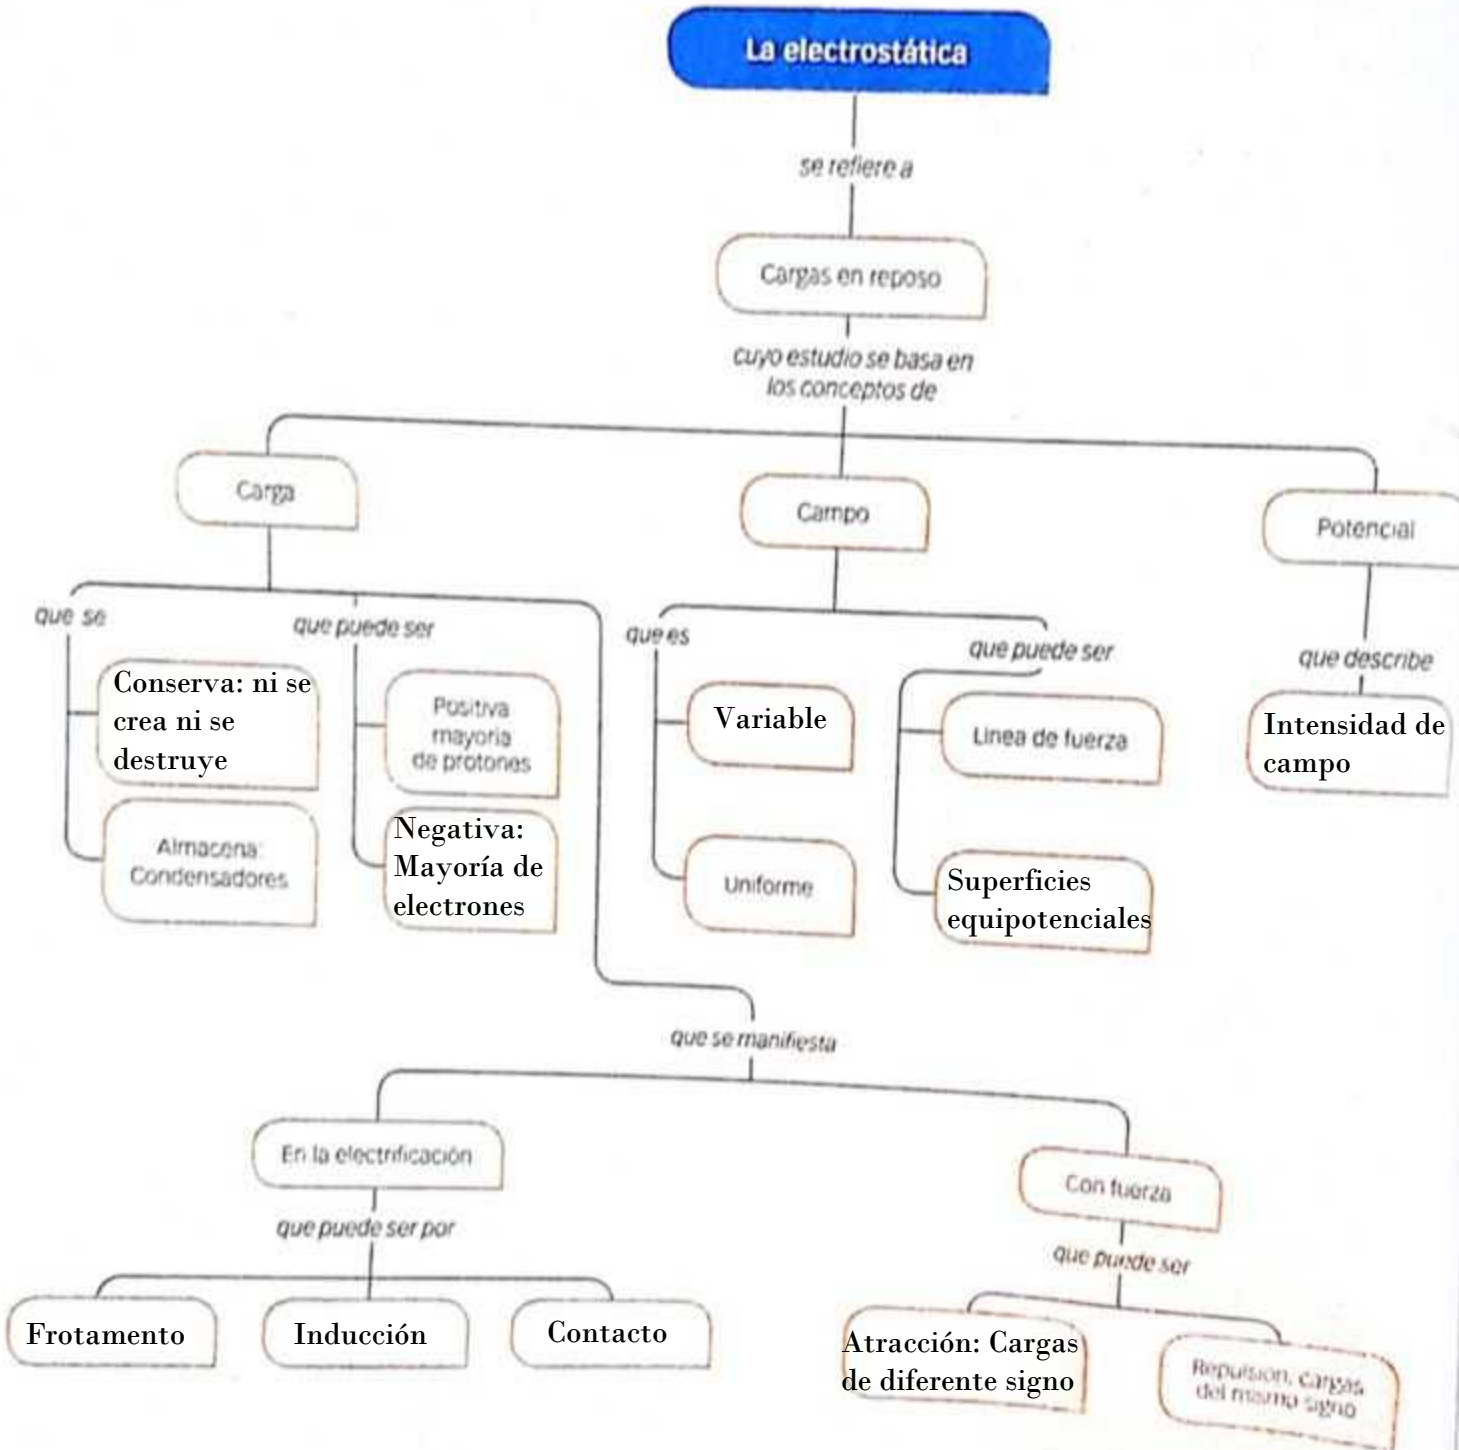 La electrostática
se refiere a
Cargas en reposo
cuyo estudio se basa en
los conceptos de
Carga
Campo
Potencial
que se
que puede ser
que es
que puede ser
que describe
Conserva: ni se
crea ni se
destruye
Positiva
mayoria
de protones
Variable
Linea de fuerza
Intensidad de
campo
Almacena:
Condensadores
Negativa:
Mayoría de
electrones
Uniforme
Superficies
equipotenciales
que se manifiesta
En la electrificación
Con fuerza
que puede ser por
que puede ser
Frotamento
Inducción
Contacto
Atracción: Cargas
de diferente signo
Repulsión, cargas
del mismo signo